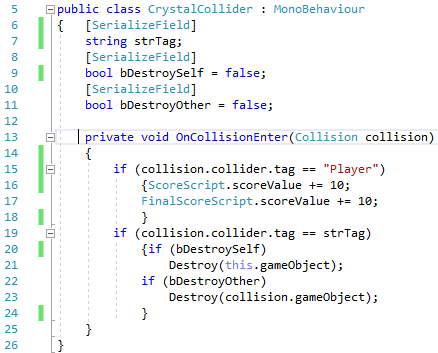 5 public class CrystalCollider : MonoBehaviour
6 {   [SerializeField]
7     string strTag;
8     [SerializeField]
9     bool bDestroySelf = false;
10     [SerializeField]
11     bool bDestroyOther = false;
12
13     private void OnCollisionEnter(Collision collision)
14     {
15         if (collision.collider.tag == "Player")
16             {ScoreScript.scoreValue += 10;
17             FinalScoreScript.scoreValue += 10;
18             }
19         if (collision.collider.tag == strTag)
20             {if (bDestroySelf)
21                 Destroy(this.gameObject);
22             if (bDestroyOther)
23                 Destroy(collision.gameObject);
24             }
25     }
26 }